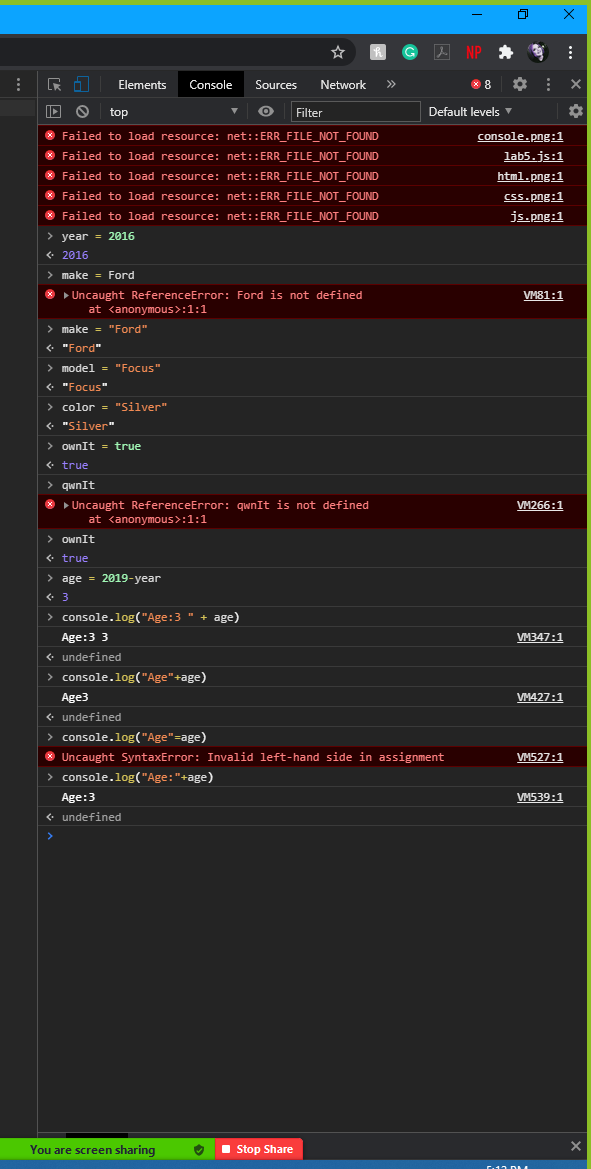 NP
Elements Console Sources Network » 8
top Filter Default levels
Failed to load resource: net::ERR_FILE_NOT_FOUND console.png:1
Failed to load resource: net::ERR_FILE_NOT_FOUND lab5.js:1
Failed to load resource: net::ERR_FILE_NOT_FOUND html.png:1
Failed to load resource: net::ERR_FILE_NOT_FOUND css.png:1
Failed to load resource: net::ERR_FILE_NOT_FOUND js.png:1
year = 2016
2016
make = Ford
Uncaught ReferenceError: Ford is not defined VM81:1
at <anonymous>:1:1
make = "Ford"
"Ford"
model = "Focus"
"Focus"
color = "Silver"
"Silver"
ownIt = true
true
qwnIt
Uncaught ReferenceError: qwnIt is not defined VM266:1
at <anonymous>:1:1
ownIt
true
age = 2019-year
3
console.log("Age:3 " + age)
Age:3 3 VM347:1
undefined
console.log("Age"+age)
Age3 VM427:1
undefined
console.log("Age"=age)
Uncaught SyntaxError: Invalid left-hand side in assignment VM527:1
console.log("Age:"+age)
Age:3 VM539:1
undefined
You are screen sharing Stop Share